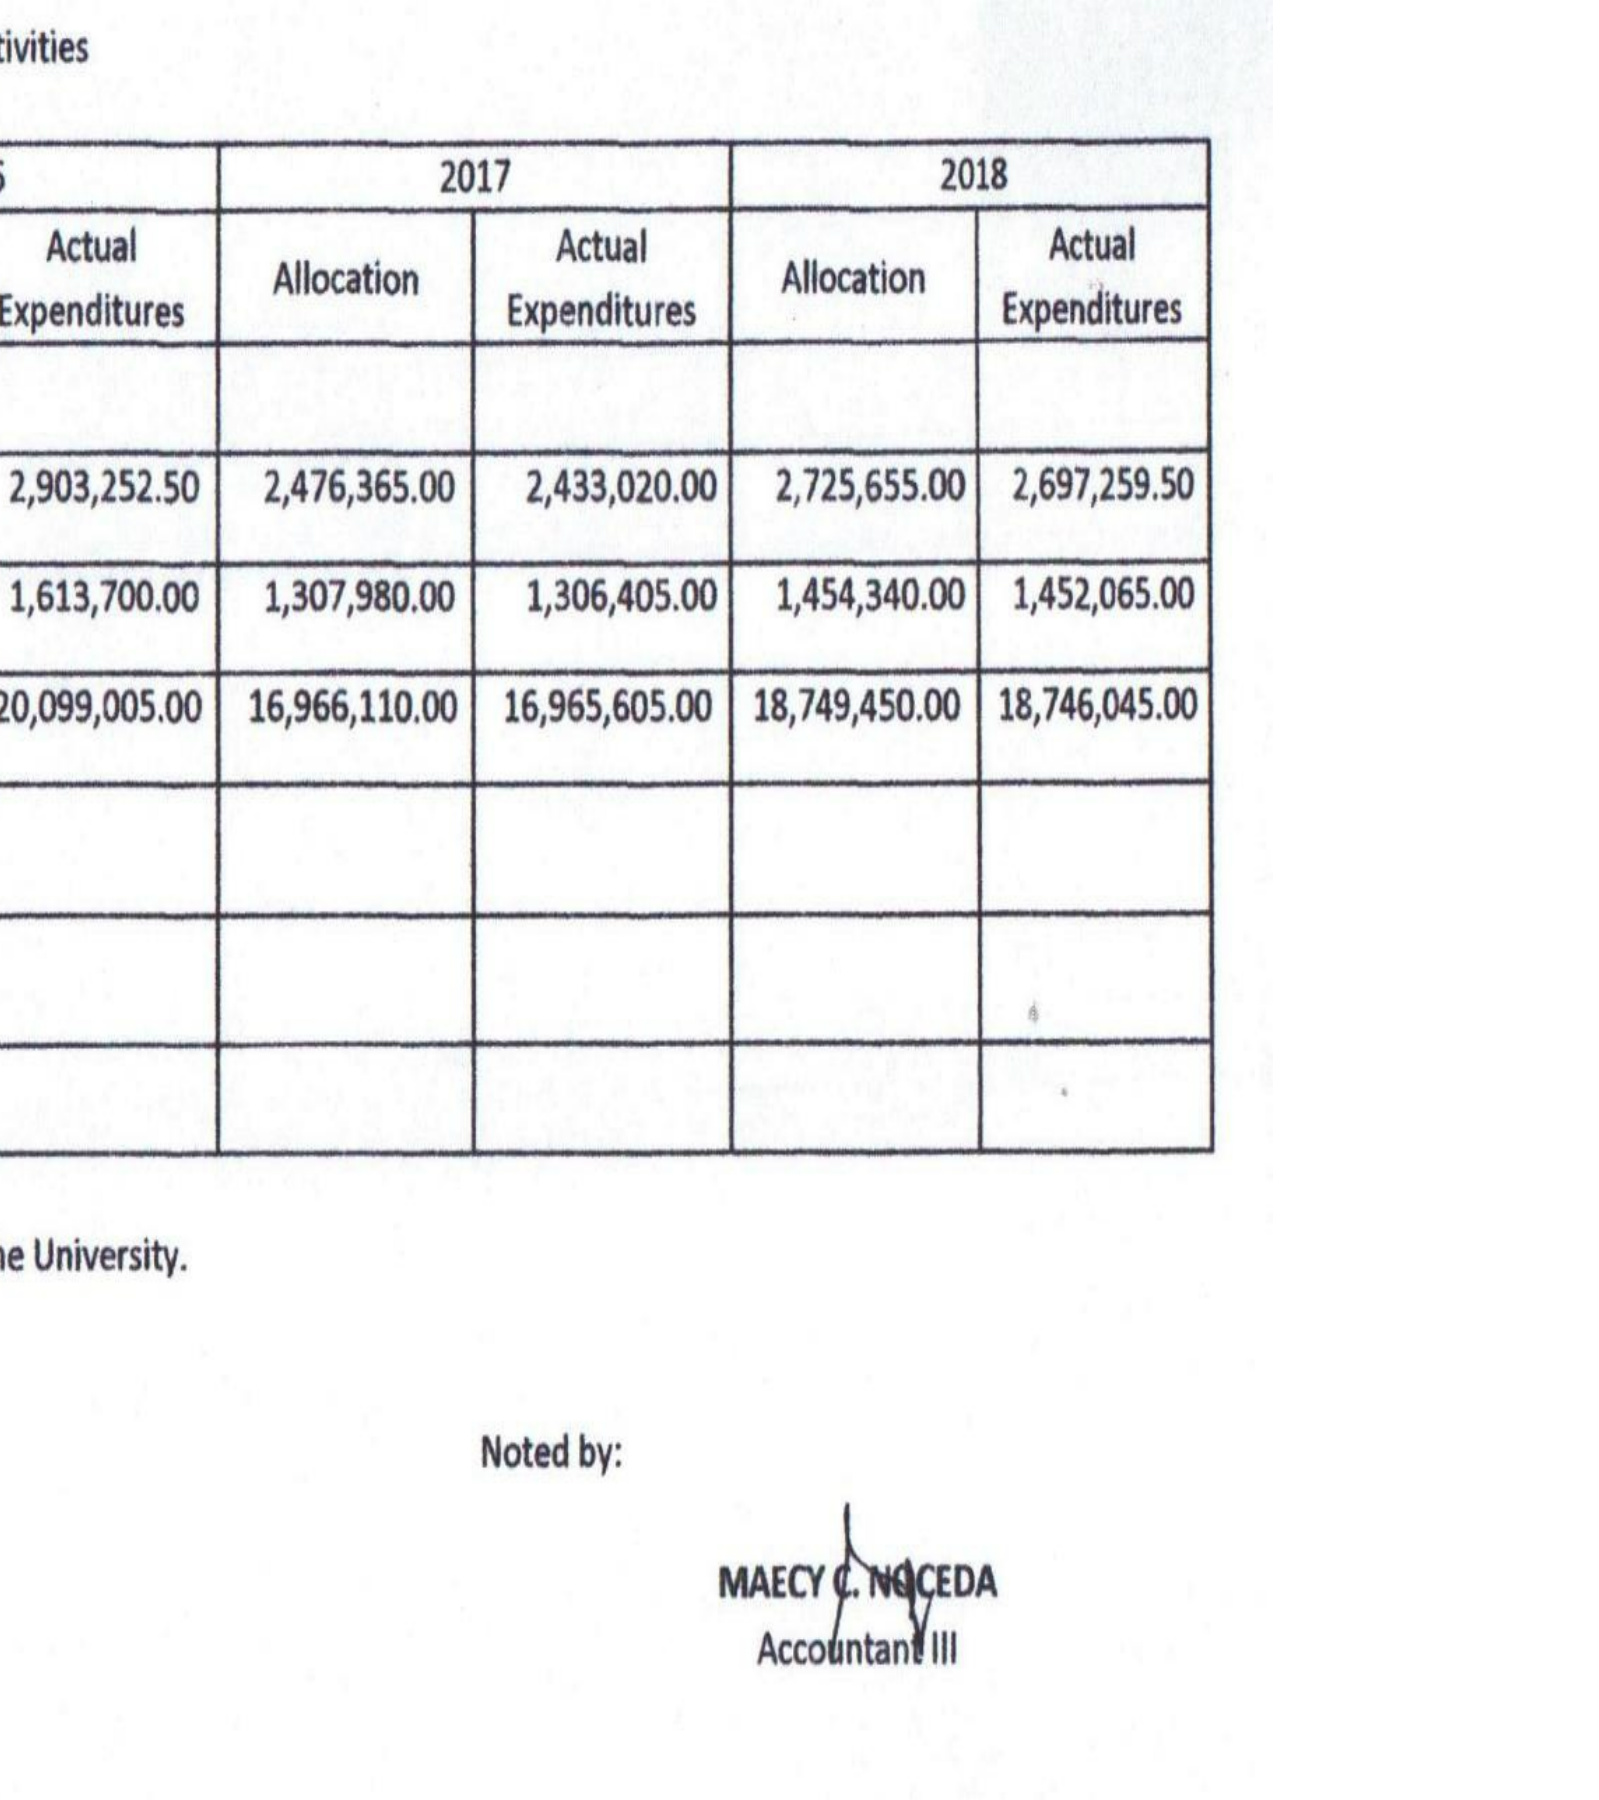 tivities
2017 2018
Actual Actual Actual
Allocation Allocation
Expenditures Expenditures Expenditures
2,903,252.50 2,476,365.00 2,433,020.00 2,725,655.00 2,697,259.50
1,613,700.00 1,307,980.00 1,306,405.00 1,454,340.00 1,452,065.00
20,099,005.00 16,966,110.00 16,965,605.00 18,749,450.00 18,746,045.00
he University.
Noted by:
MAECY C. NOCEDA
Accountant III